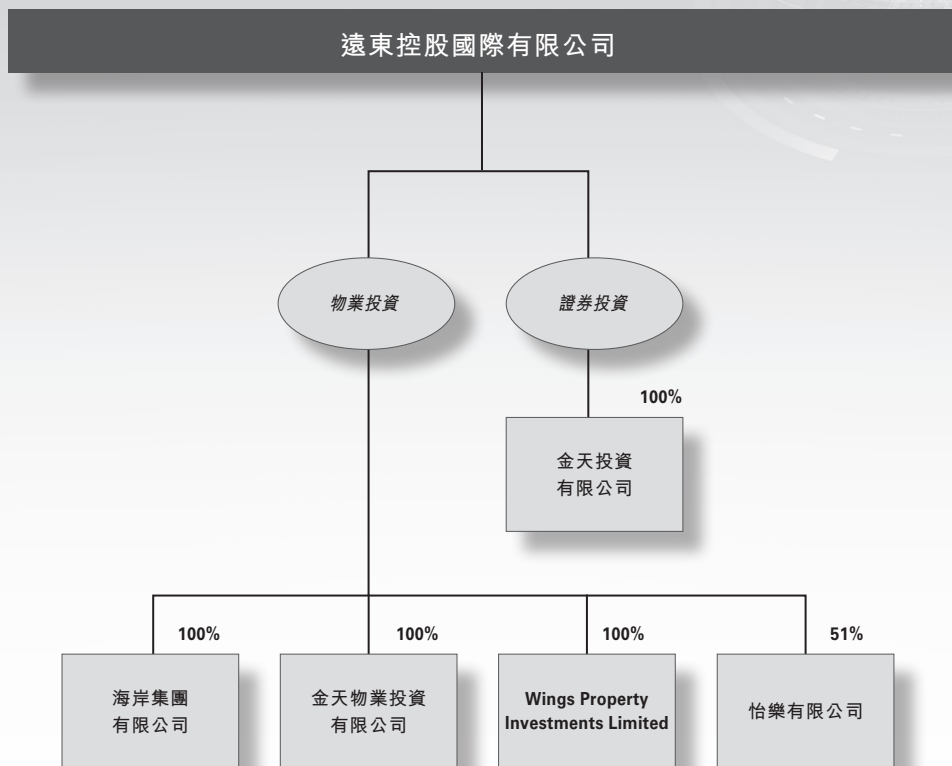 遠東控股國際有限公司
物業投資
證券投資
100%
金天投資
有限公司
100%
100%
100%
51%
海岸集團
有限公司
金天物業投資
有限公司
Wings Property
Investments Limited
怡樂有限公司